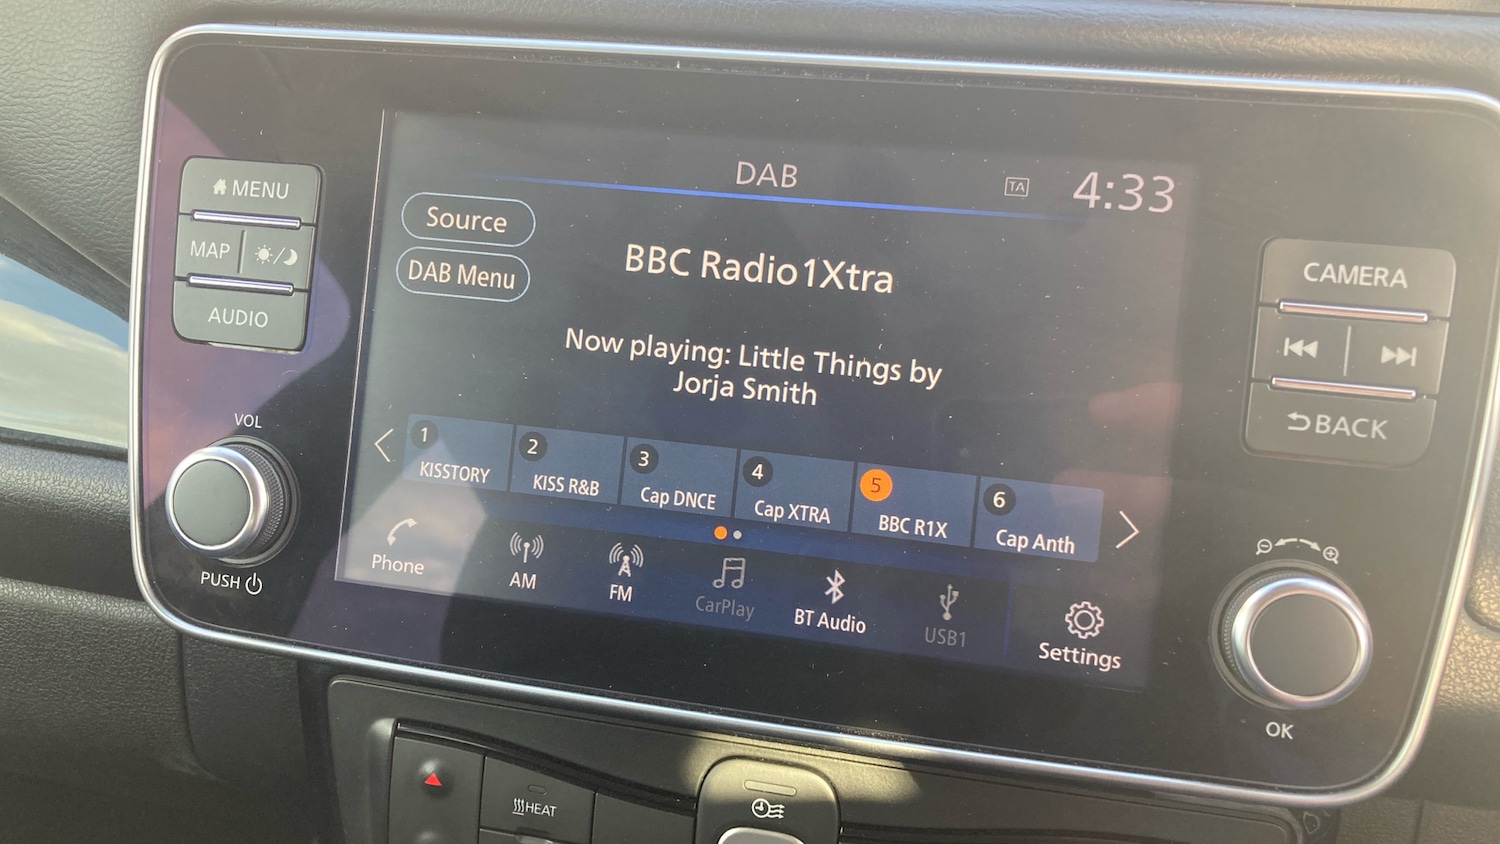 MENU
MAP
AUDIO
VOL
PUSH
DAB
TA
4:33
Source
DAB Menu
BBC Radio1Xtra
Now playing: Little Things by
Jorja Smith
1
KISSTORY
2
KISS R&B
3
Cap DNCE
4
Cap XTRA
5
BBC R1X
6
Cap Anth
Phone
AM
FM
CarPlay
BT Audio
USB1
Settings
CAMERA
BACK
OK
HEAT